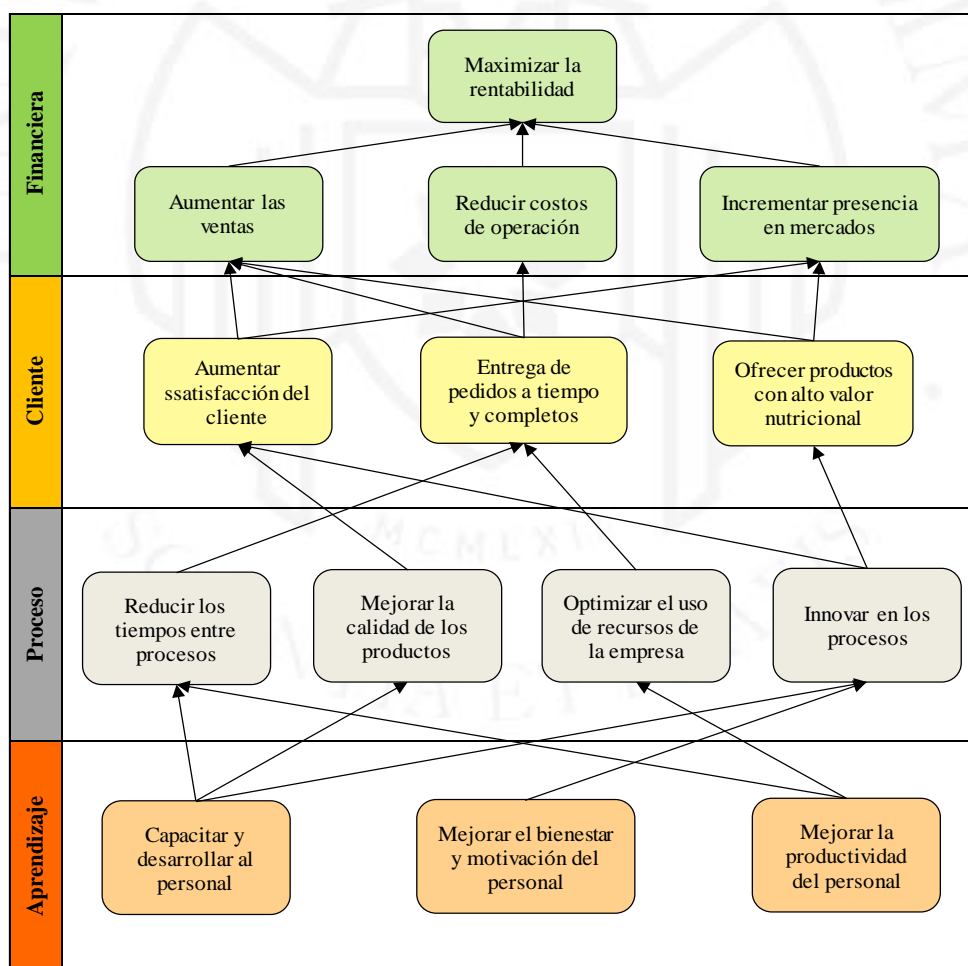 Financiera
Maximizar la
rentabilidad
Aumentar las
ventas
Reducir costos
de operación
Incrementar presencia
en mercados
Cliente
Aumentar
ssatisfacción del
cliente
Entrega de
pedidos a tiempo
y completos
Ofrecer productos
con alto valor
nutricional
MCMLXII
Proceso
Reducir los
tiempos entre
procesos
Mejorar la
calidad de los
productos
Optimizar el uso
de recursos de
la empresa
Innovar en los
procesos
Aprendizaje
Capacitar y
desarrollar al
personal
Mejorar el bienestar
y motivación del
personal
Mejorar la
productividad
del personal